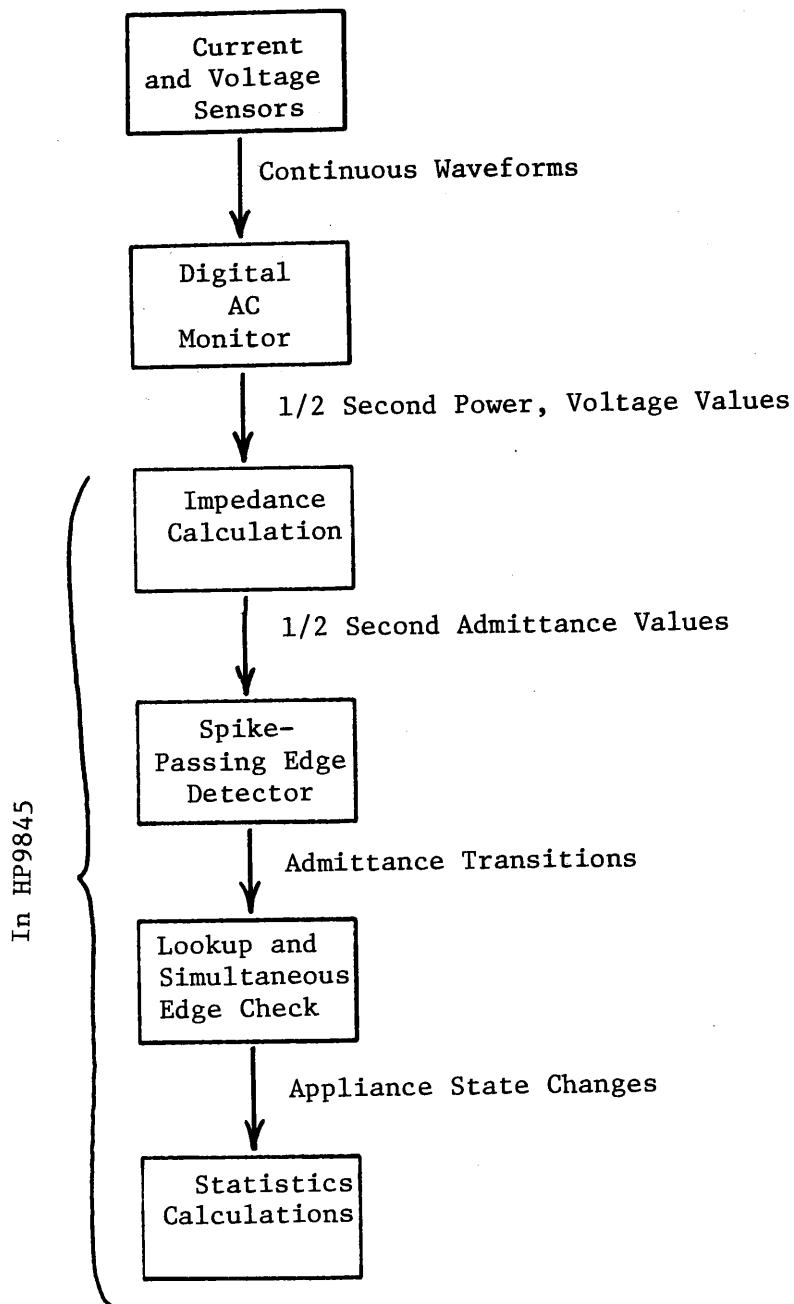 Current
and Voltage
Sensors
Continuous Waveforms
Digital
AC
Monitor
1/2 Second Power, Voltage Values
Impedance
Calculation
1/2 Second Admittance Values
Spike-
Passing Edge
Detector
Admittance Transitions
In HP9845
Lookup and
Simultaneous
Edge Check
Appliance State Changes
Statistics
Calculations